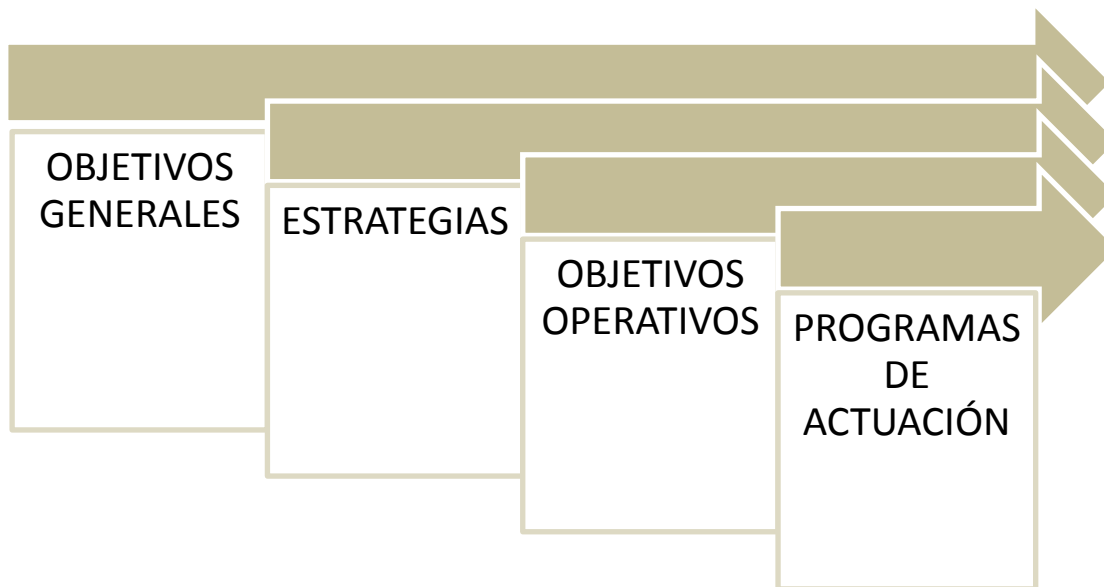 OBJETIVOS
GENERALES
ESTRATEGIAS
OBJETIVOS
OPERATIVOS
PROGRAMAS
DE
ACTUACIÓN